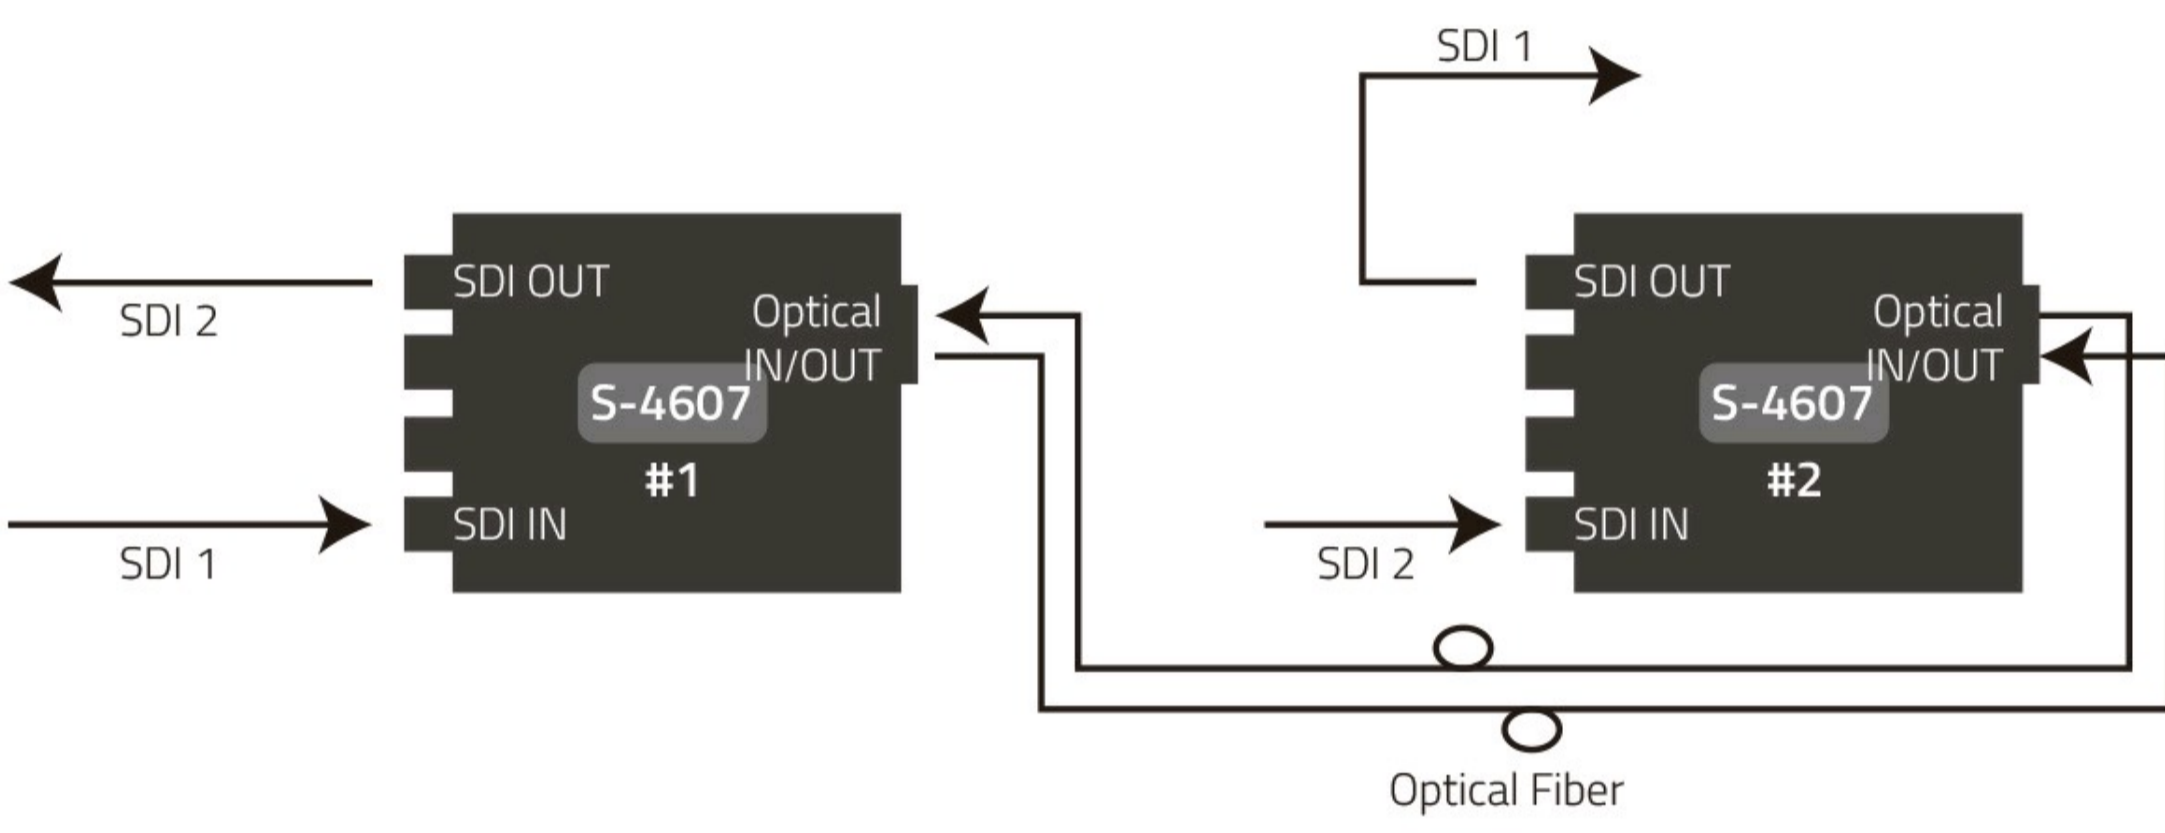 SDI 1
SDI OUT
SDI 2
Optical
IN/OUT
S-4607
#1
SDI IN
SDI 1
SDI OUT
Optical
IN/OUT
S-4607
#2
SDI IN
SDI 2
Optical Fiber